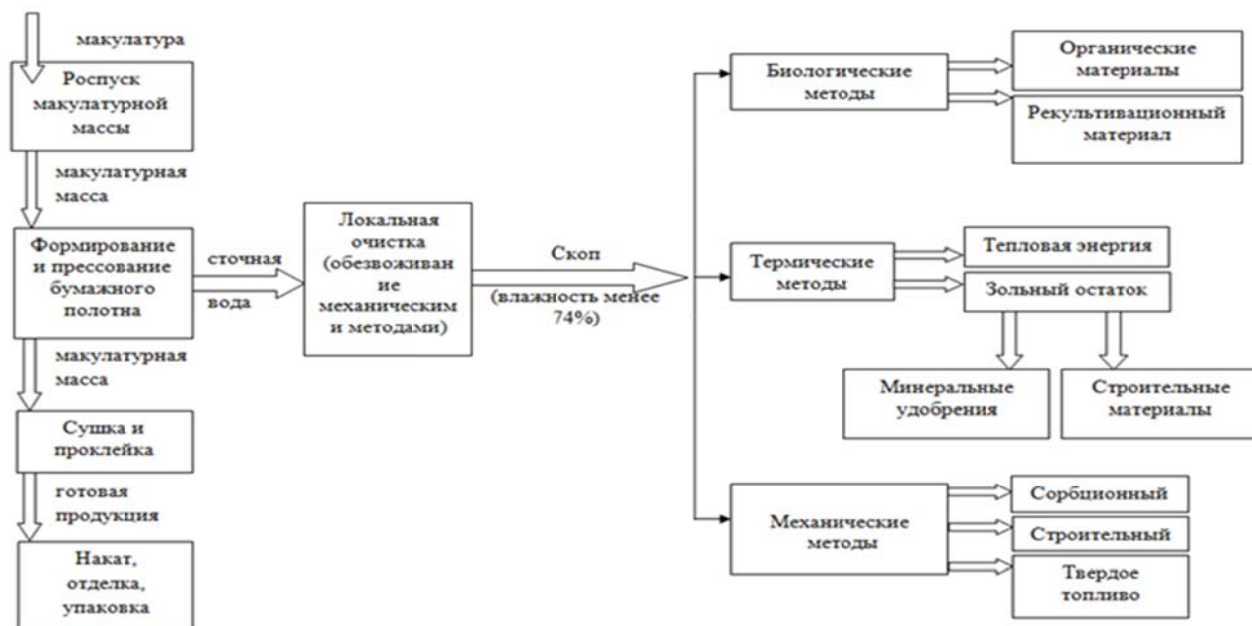 макулатура
Роспуск
макулатурной
массы
макулатурная
масса
Формирование
и прессование
бумажного
полотна
макулатурная
масса
Сушка и
проклейка
готовая
продукция
Накат,
отделка,
упаковка
сточная
вода
Локальная
очистка
(обезвоживан
ие
механическим
и методами)
Скоп
(влажность менее
74%)
Биологические
методы
Органические
материалы
Рекультивационный
материал
Термические
методы
Тепловая энергия
Зольный остаток
Минеральные
удобрения
Строительные
материалы
Механические
методы
Сорбционный
Строительный
Твердое
топливо